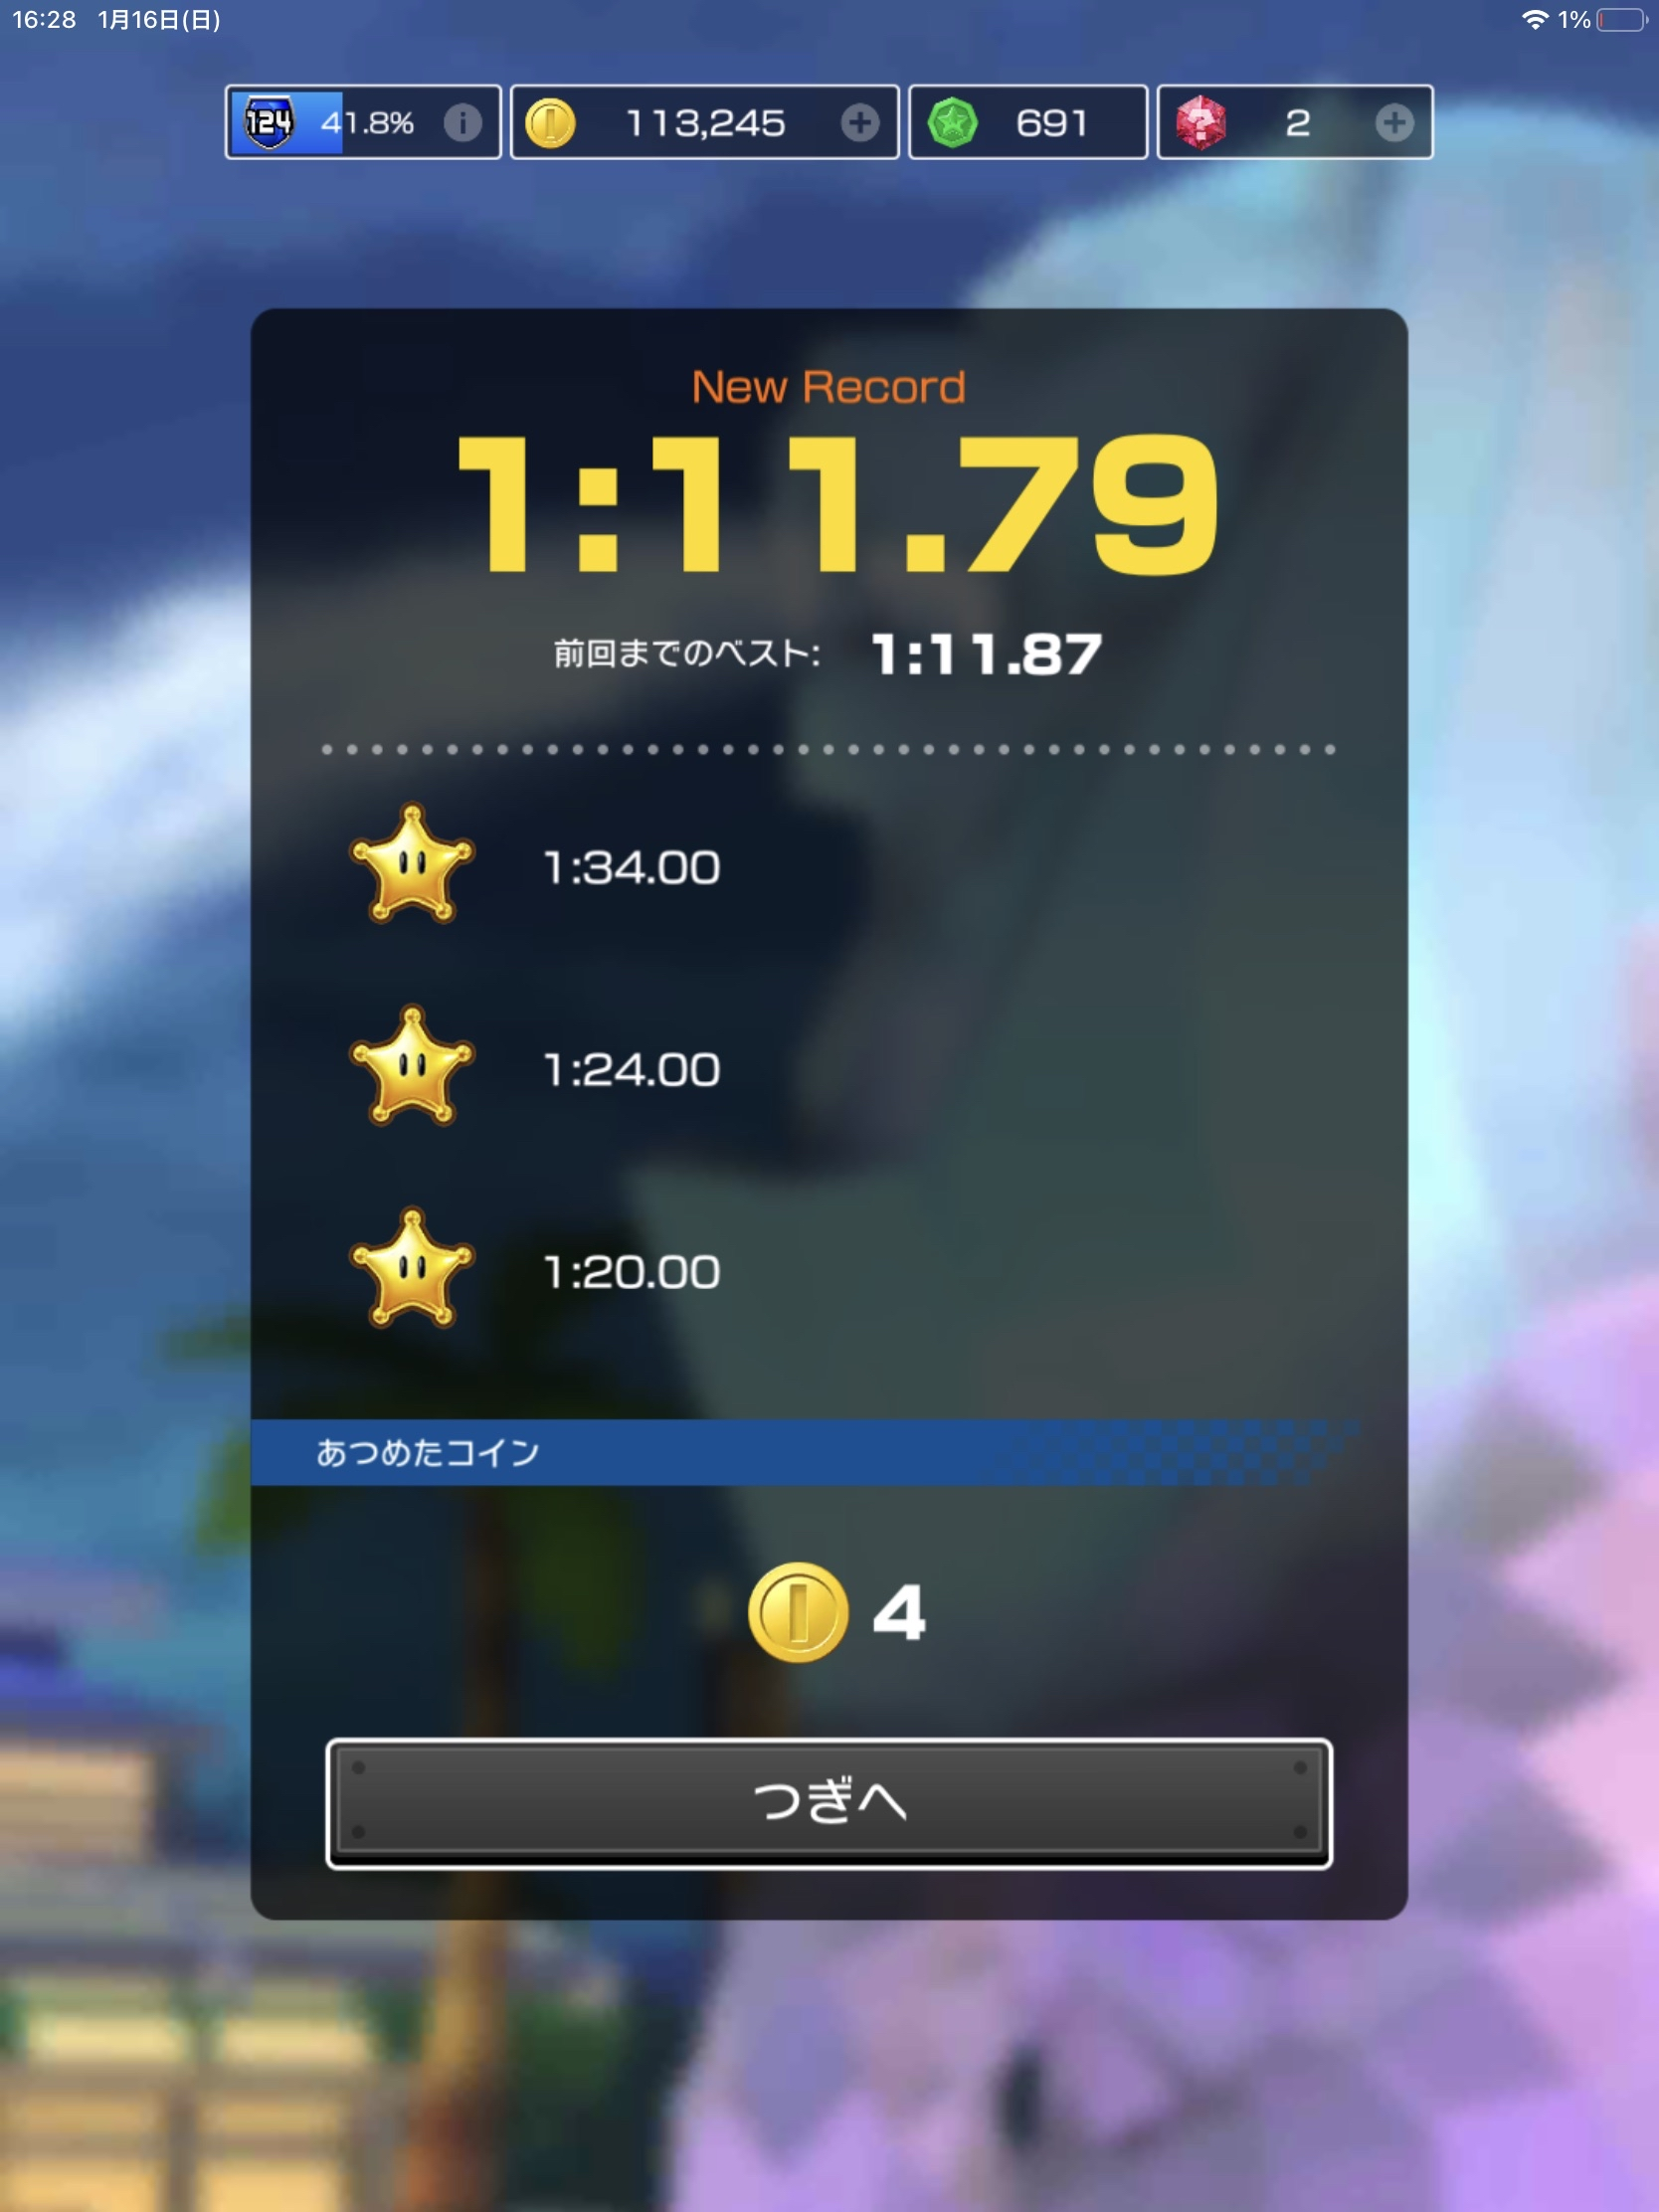 16:28 1月16日(日) 1%
124 41.8% i 113,245 + 691 ? 2 +
New Record
1:11.79
前回までのベスト: 1:11.87
1:34.00
1:24.00
1:20.00
あつめたコイン
4
つぎへ